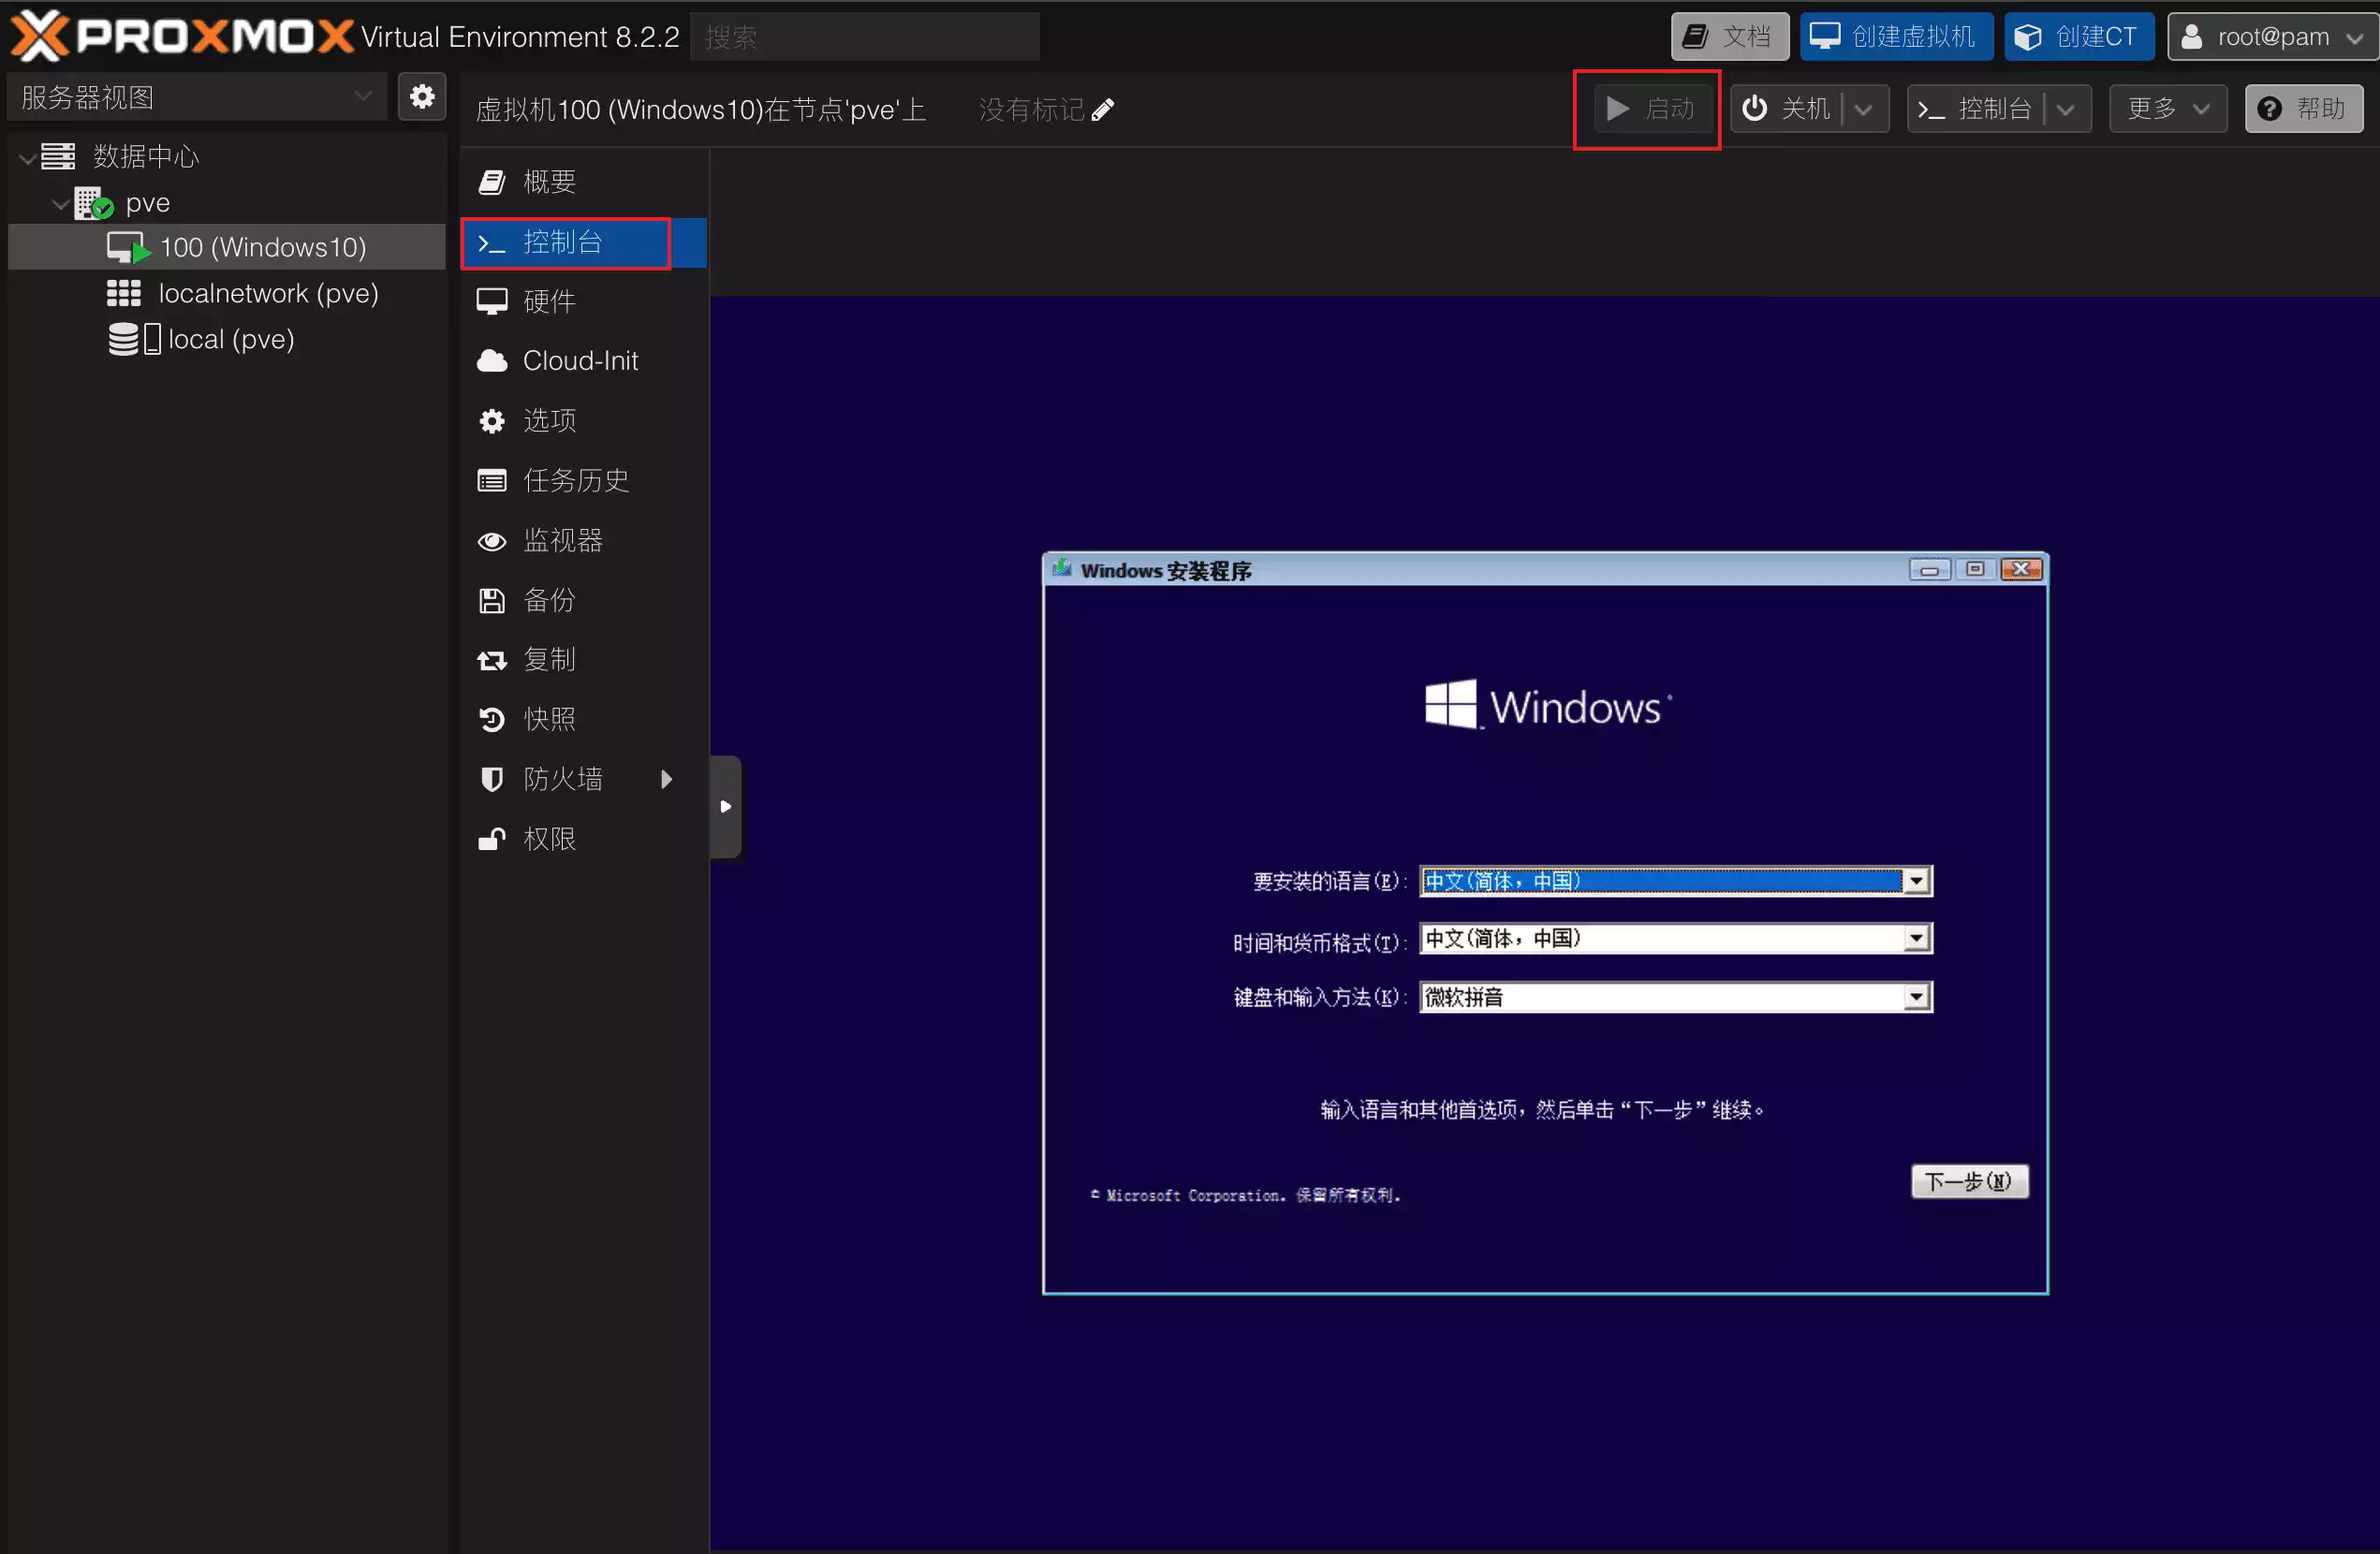 PROXMOX Virtual Environment 8.2.2 搜索 文档 创建虚拟机 创建CT root@pam
服务器视图
虚拟机100 (Windows10)在节点'pve'上 没有标记 启动 关机 控制台 更多 帮助
数据中心
pve
100 (Windows10)
localnetwork (pve)
local (pve)
概要
控制台
硬件
Cloud-Init
选项
任务历史
监视器
备份
复制
快照
防火墙
权限
Windows 安装程序
Windows
要安装的语言(E): 中文(简体，中国)
时间和货币格式(T): 中文(简体，中国)
键盘和输入方法(K): 微软拼音
输入语言和其他首选项，然后单击“下一步”继续。
© Microsoft Corporation. 保留所有权利.
下一步(N)